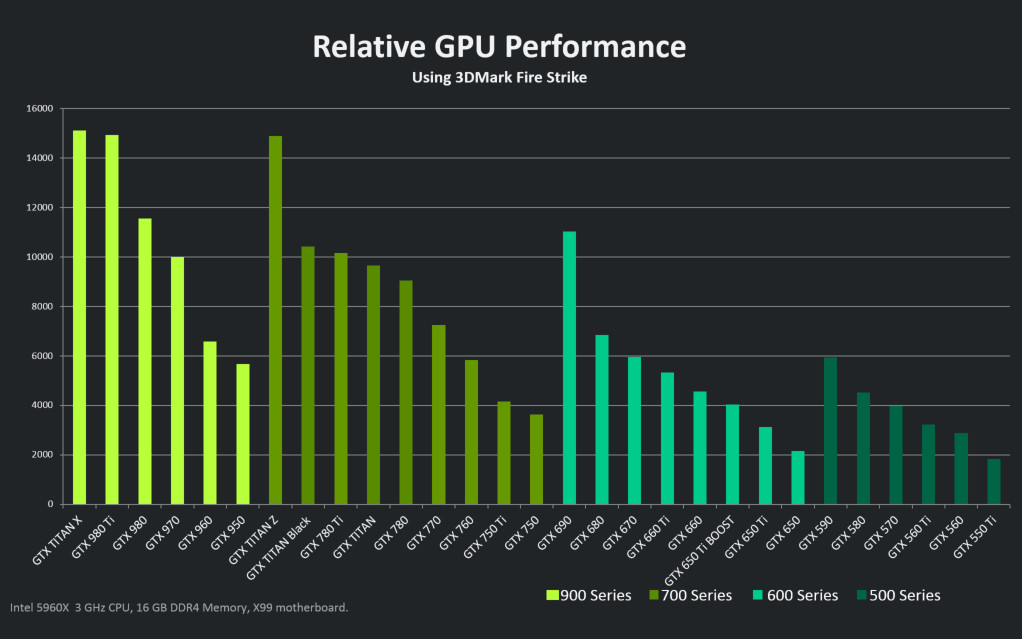 Relative GPU Performance
Using 3DMark Fire Strike
16000
14000
12000
10000
8000
6000
4000
2000
0
GTX TITAN X
GTX 980 Ti
GTX 980
GTX 970
GTX 960
GTX 950
GTX TITAN Z
GTX TITAN Black
GTX 780 Ti
GTX TITAN
GTX 780
GTX 770
GTX 760
GTX 750 Ti
GTX 750
GTX 690
GTX 680
GTX 670
GTX 660 Ti
GTX 660
GTX 650 Ti BOOST
GTX 650 Ti
GTX 650
GTX 590
GTX 580
GTX 570
GTX 560 Ti
GTX 560
GTX 550 Ti
900 Series 700 Series 600 Series 500 Series
Intel 5960X 3 GHz CPU, 16 GB DDR4 Memory, X99 motherboard.